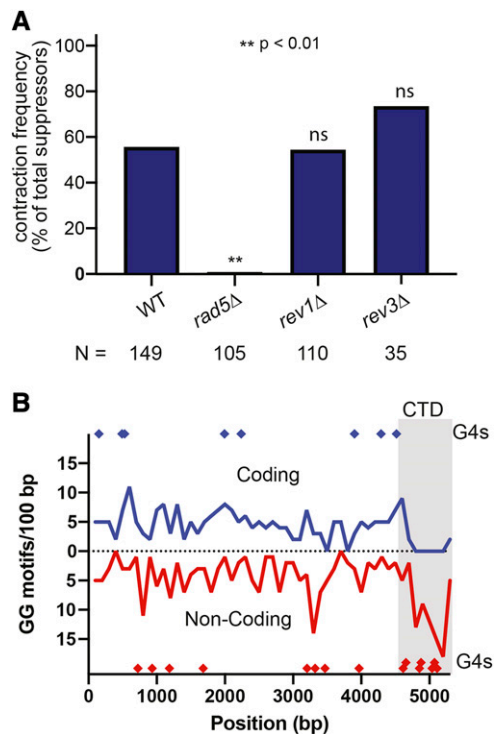 A
** p < 0.01
contraction frequency
(% of total suppressors)
100
80
60
40
20
0
**
ns
ns
WT
rad5Δ
rev1Δ
rev3Δ
N = 149 105 110 35
B
CTD
G4s
GG motifs/100 bp
15
10
5
0
5
10
15
Coding
Non-Coding
G4s
0 1000 2000 3000 4000 5000
Position (bp)